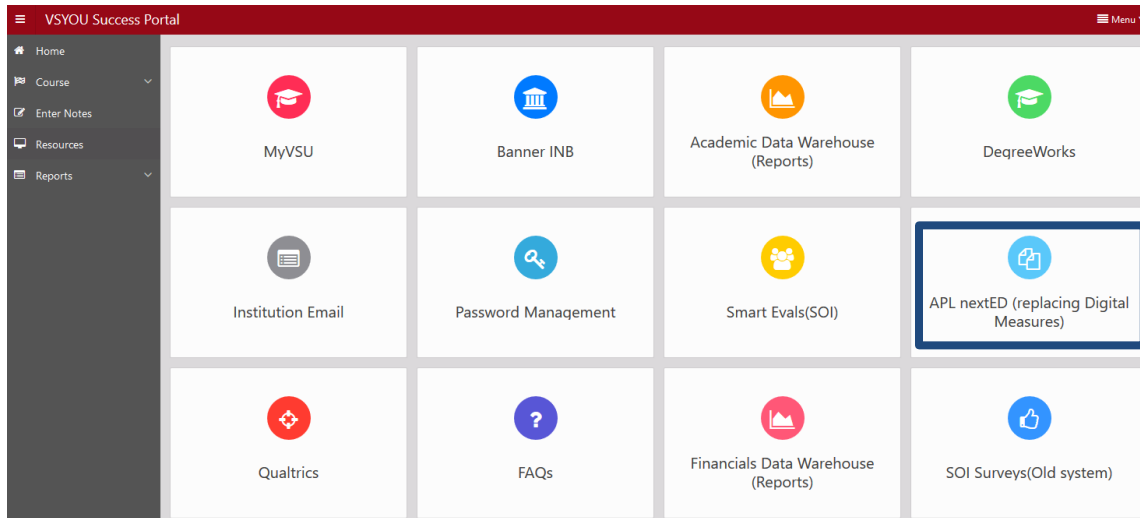 VSYOU Success Portal
Menu
Home
Course
Enter Notes
Resources
Reports
MyVSU
Banner INB
Academic Data Warehouse
(Reports)
DegreeWorks
Institution Email
Password Management
Smart Evals(SOI)
APL nextED (replacing Digital
Measures)
Qualtrics
?
FAQs
Financials Data Warehouse
(Reports)
SOI Surveys(Old system)